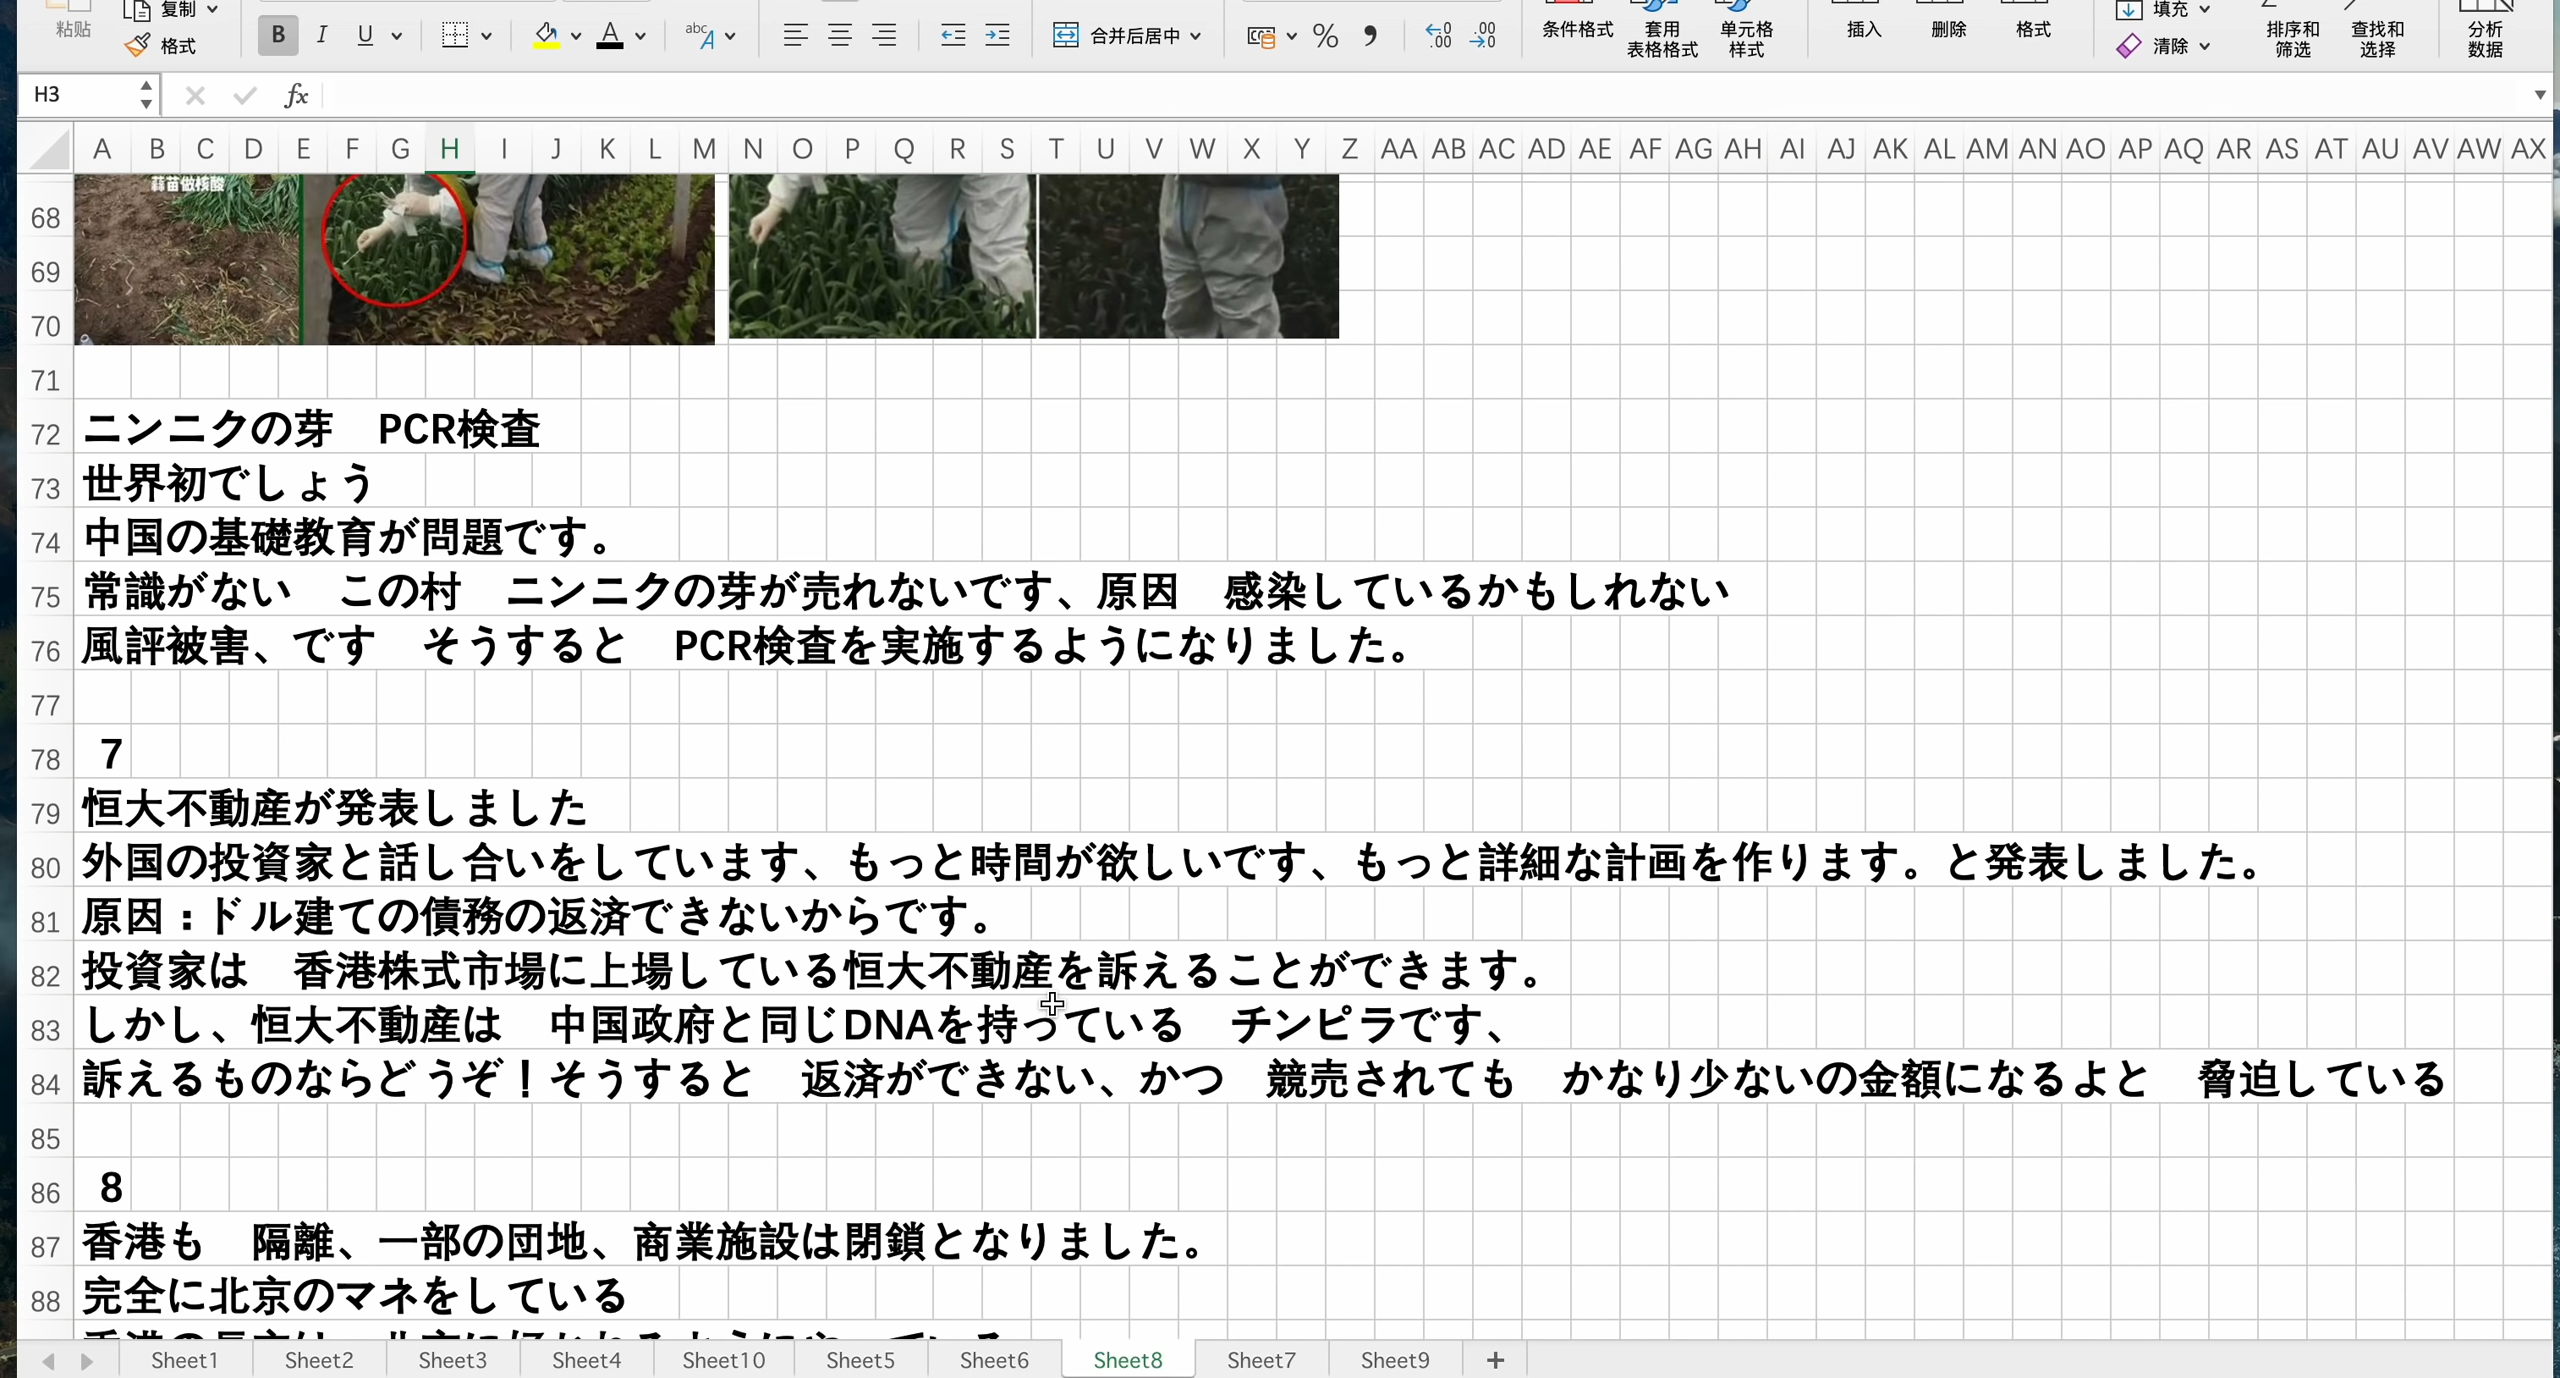 粘贴
复制
格式
B I U
A
abc A
合并后居中
%
条件格式
套用
表格格式
单元格
样式
插入
删除
格式
填充
清除
排序和
筛选
查找和
选择
分析
数据
H3
fx
A B C D E F G H I J K L M N O P Q R S T U V W X Y Z AA AB AC AD AE AF AG AH AI AJ AK AL AM AN AO AP AQ AR AS AT AU AV AW AX
蒜苗做核酸
68
69
70
71
72 ニンニクの芽　PCR検査
73 世界初でしょう
74 中国の基礎教育が問題です。
75 常識がない　この村　ニンニクの芽が売れないです、原因　感染しているかもしれない
76 風評被害、です　そうすると　PCR検査を実施するようになりました。
77
78 7
79 恒大不動産が発表しました
80 外国の投資家と話し合いをしています、もっと時間が欲しいです、もっと詳細な計画を作ります。と発表しました。
81 原因：ドル建ての債務の返済できないからです。
82 投資家は　香港株式市場に上場している恒大不動産を訴えることができます。
83 しかし、恒大不動産は　中国政府と同じDNAを持っている　チンピラです、
84 訴えるものならどうぞ！そうすると　返済ができない、かつ　競売されても　かなり少ないの金額になるよと　脅迫している
85
86 8
87 香港も　隔離、一部の団地、商業施設は閉鎖となりました。
88 完全に北京のマネをしている
Sheet1 Sheet2 Sheet3 Sheet4 Sheet10 Sheet5 Sheet6 Sheet8 Sheet7 Sheet9 +